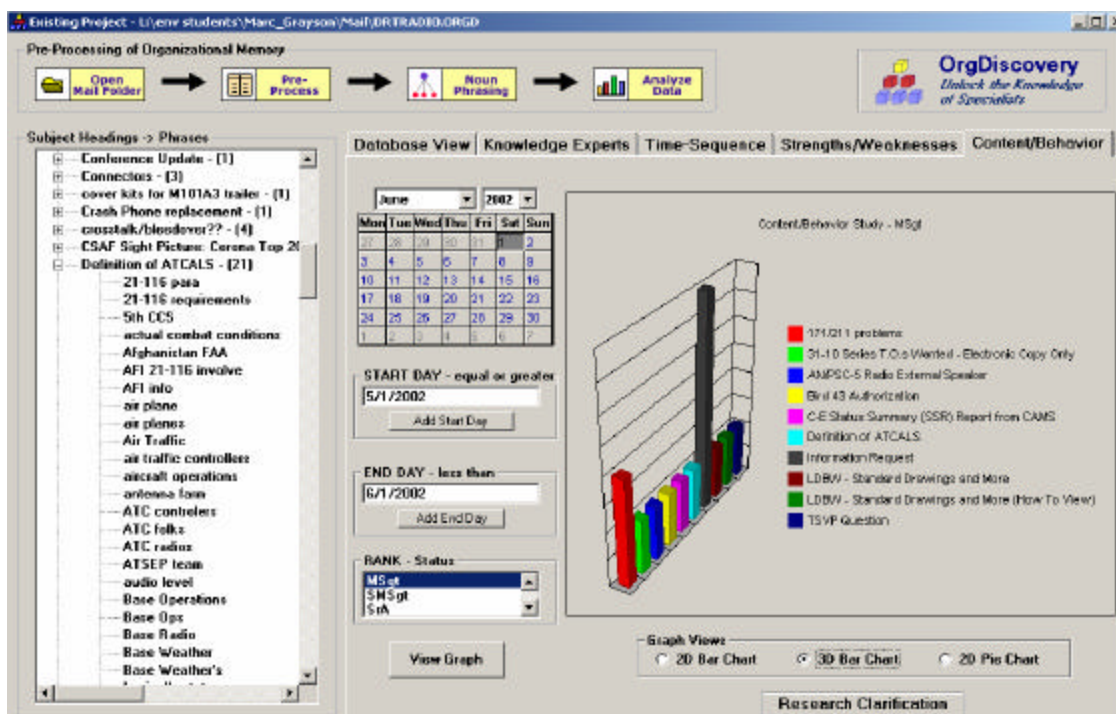 Existing Project - L:\env students\Marc_Grayson\Mail\DRTRADIO.ORGD
Pre-Processing of Organizational Memory
Open Mail Folder
Pre-Process
Noun Phrasing
Analyze Data
OrgDiscovery
Unlock the Knowledge
of Specialists
Subject Headings -> Phrases
Conference Update - (1)
Connectors - (3)
cover kits for M101A3 trailer - (1)
Crash Phone replacement - (1)
crosstalk/bleedover?? - (4)
CSAF Sight Picture: Corona Top 20
Definition of ATCALS - (21)
21-116 para
21-116 requirements
5th CCS
actual combat conditions
Afghanistan FAA
AFI 21-116 involve
AFI info
air plane
air planes
Air Traffic
air traffic controllers
aircraft operations
antenna farm
ATC controlers
ATC folks
ATC radios
ATSEP team
audio level
Base Operations
Base Ops
Base Radio
Base Weather
Base Weather's
Database View
Knowledge Experts
Time-Sequence
Strengths/Weaknesses
Content/Behavior
June 2002
Mon Tue Wed Thu Fri Sat Sun
27 28 29 30 31 1 2
3 4 5 6 7 8 9
10 11 12 13 14 15 16
17 18 19 20 21 22 23
24 25 26 27 28 29 30
1 2 3 4 5 6 7
START DAY - equal or greater
5/1/2002
Add Start Day
END DAY - less than
6/1/2002
Add End Day
RANK - Status
MSgt
SMSgt
SrA
View Graph
Content/Behavior Study - MSgt
171/211 problems
31-10 Series T.O.s Wanted - Electronic Copy Only
AN/PSC-5 Radio External Speaker
Bird 43 Authorization
C-E Status Summary (SSR) Report from CAMS
Definition of ATCALS
Information Request
LDBW - Standard Drawings and More
LDBW - Standard Drawings and More (How To View)
TSVP Question
Graph Views
2D Bar Chart
3D Bar Chart
2D Pie Chart
Research Clarification